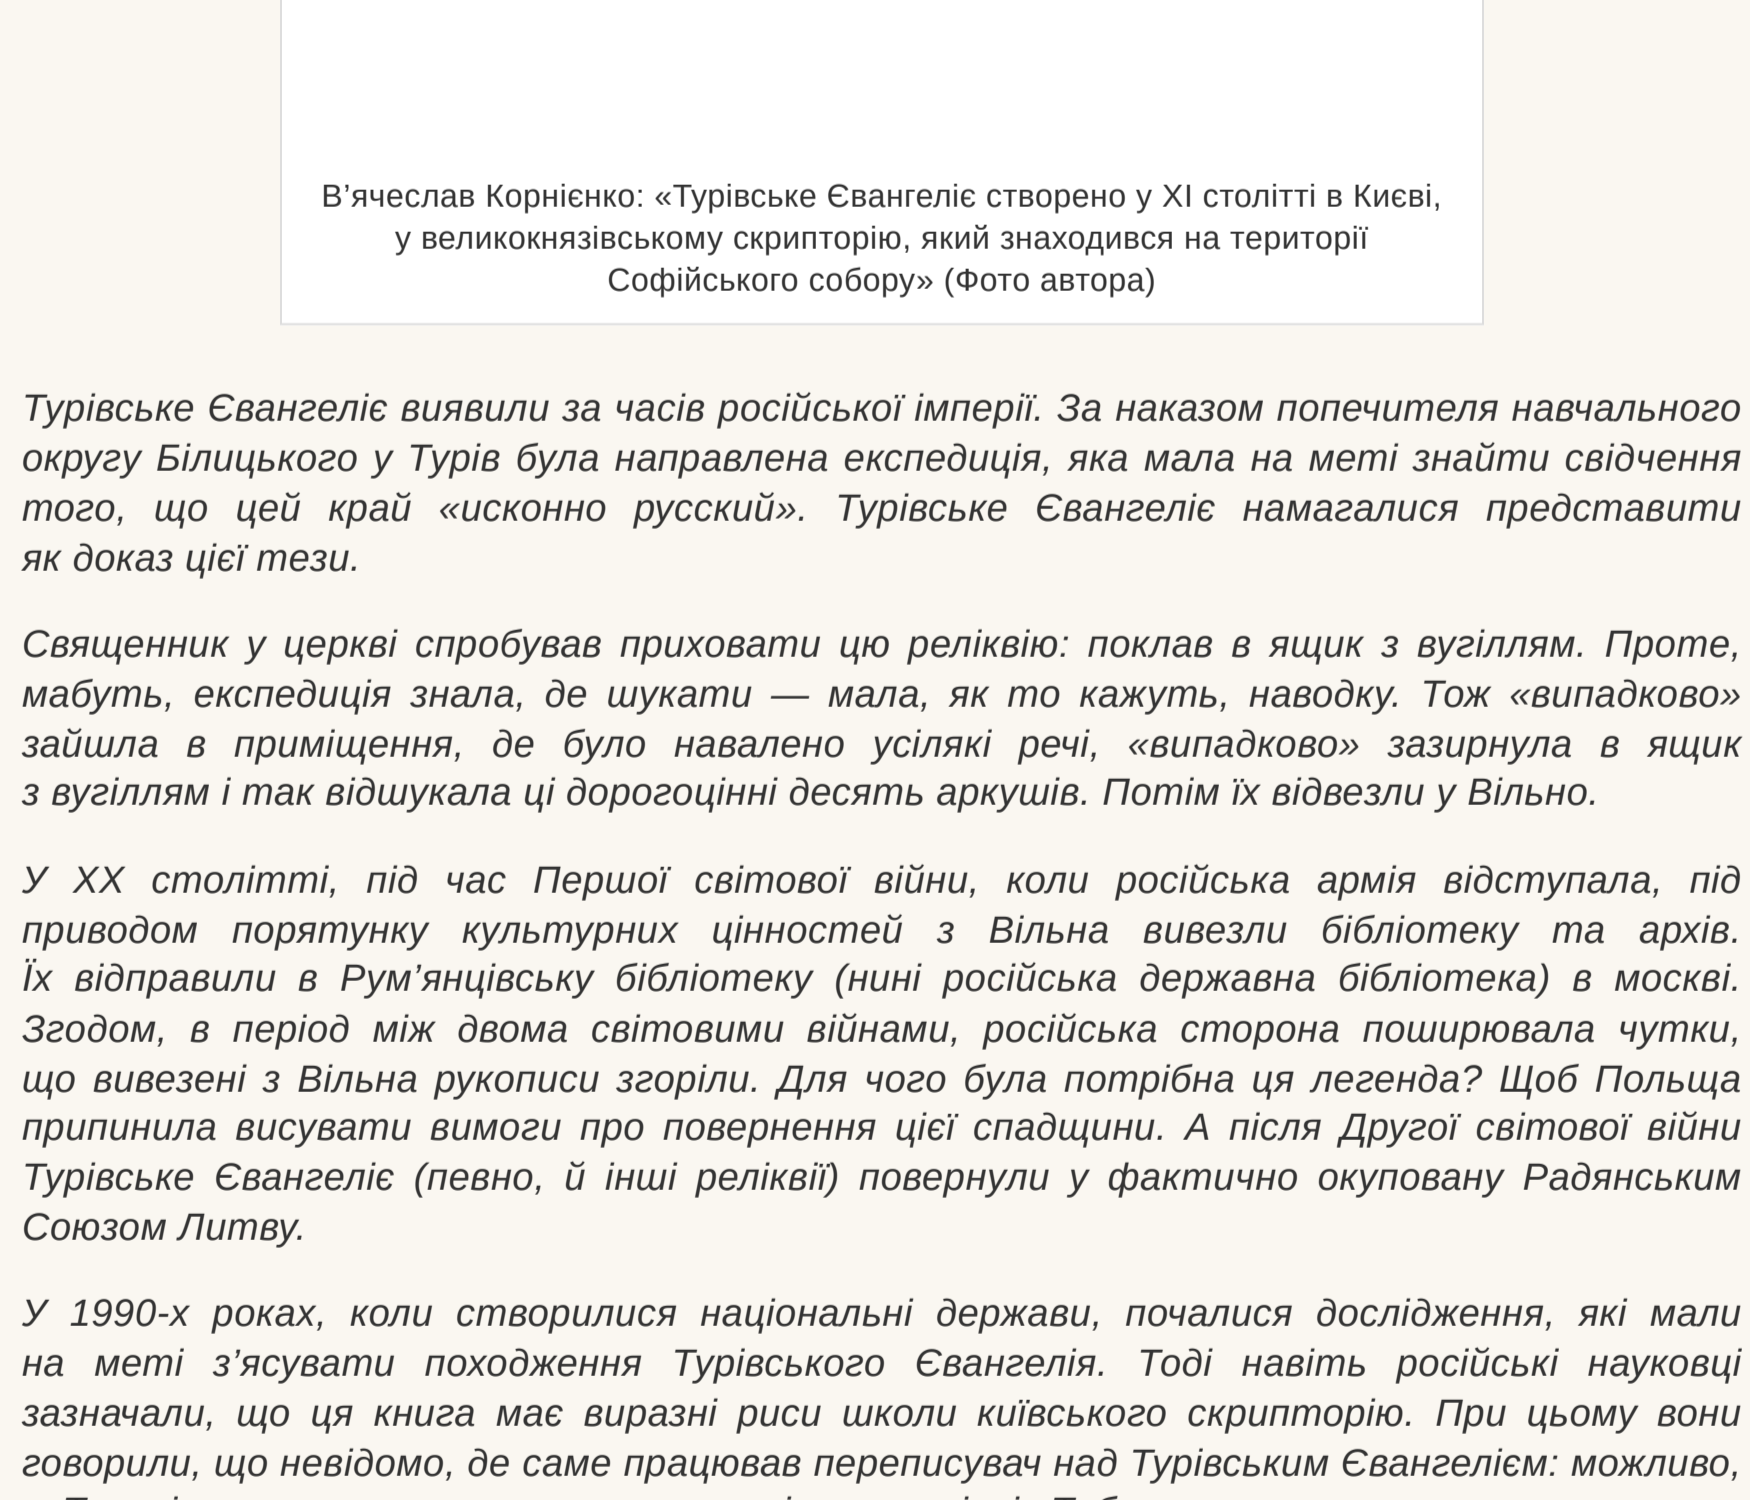 В’ячеслав Корнієнко: «Турівське Євангеліє створено у XI столітті в Києві,
у великокнязівському скрипторію, який знаходився на території
Софійського собору» (Фото автора)
Турівське Євангеліє виявили за часів російської імперії. За наказом попечителя навчального
округу Білицького у Турів була направлена експедиція, яка мала на меті знайти свідчення
того, що цей край «исконно русский». Турівське Євангеліє намагалися представити
як доказ цієї тези.
Священник у церкві спробував приховати цю реліквію: поклав в ящик з вугіллям. Проте,
мабуть, експедиція знала, де шукати — мала, як то кажуть, наводку. Тож «випадково»
зайшла в приміщення, де було навалено усілякі речі, «випадково» зазирнула в ящик
з вугіллям і так відшукала ці дорогоцінні десять аркушів. Потім їх відвезли у Вільно.
У XX столітті, під час Першої світової війни, коли російська армія відступала, під
приводом порятунку культурних цінностей з Вільна вивезли бібліотеку та архів.
Їх відправили в Рум’янцівську бібліотеку (нині російська державна бібліотека) в москві.
Згодом, в період між двома світовими війнами, російська сторона поширювала чутки,
що вивезені з Вільна рукописи згоріли. Для чого була потрібна ця легенда? Щоб Польща
припинила висувати вимоги про повернення цієї спадщини. А після Другої світової війни
Турівське Євангеліє (певно, й інші реліквії) повернули у фактично окуповану Радянським
Союзом Литву.
У 1990-х роках, коли створилися національні держави, почалися дослідження, які мали
на меті з’ясувати походження Турівського Євангелія. Тоді навіть російські науковці
зазначали, що ця книга має виразні риси школи київського скрипторію. При цьому вони
говорили, що невідомо, де саме працював переписувач над Турівським Євангелієм: можливо,